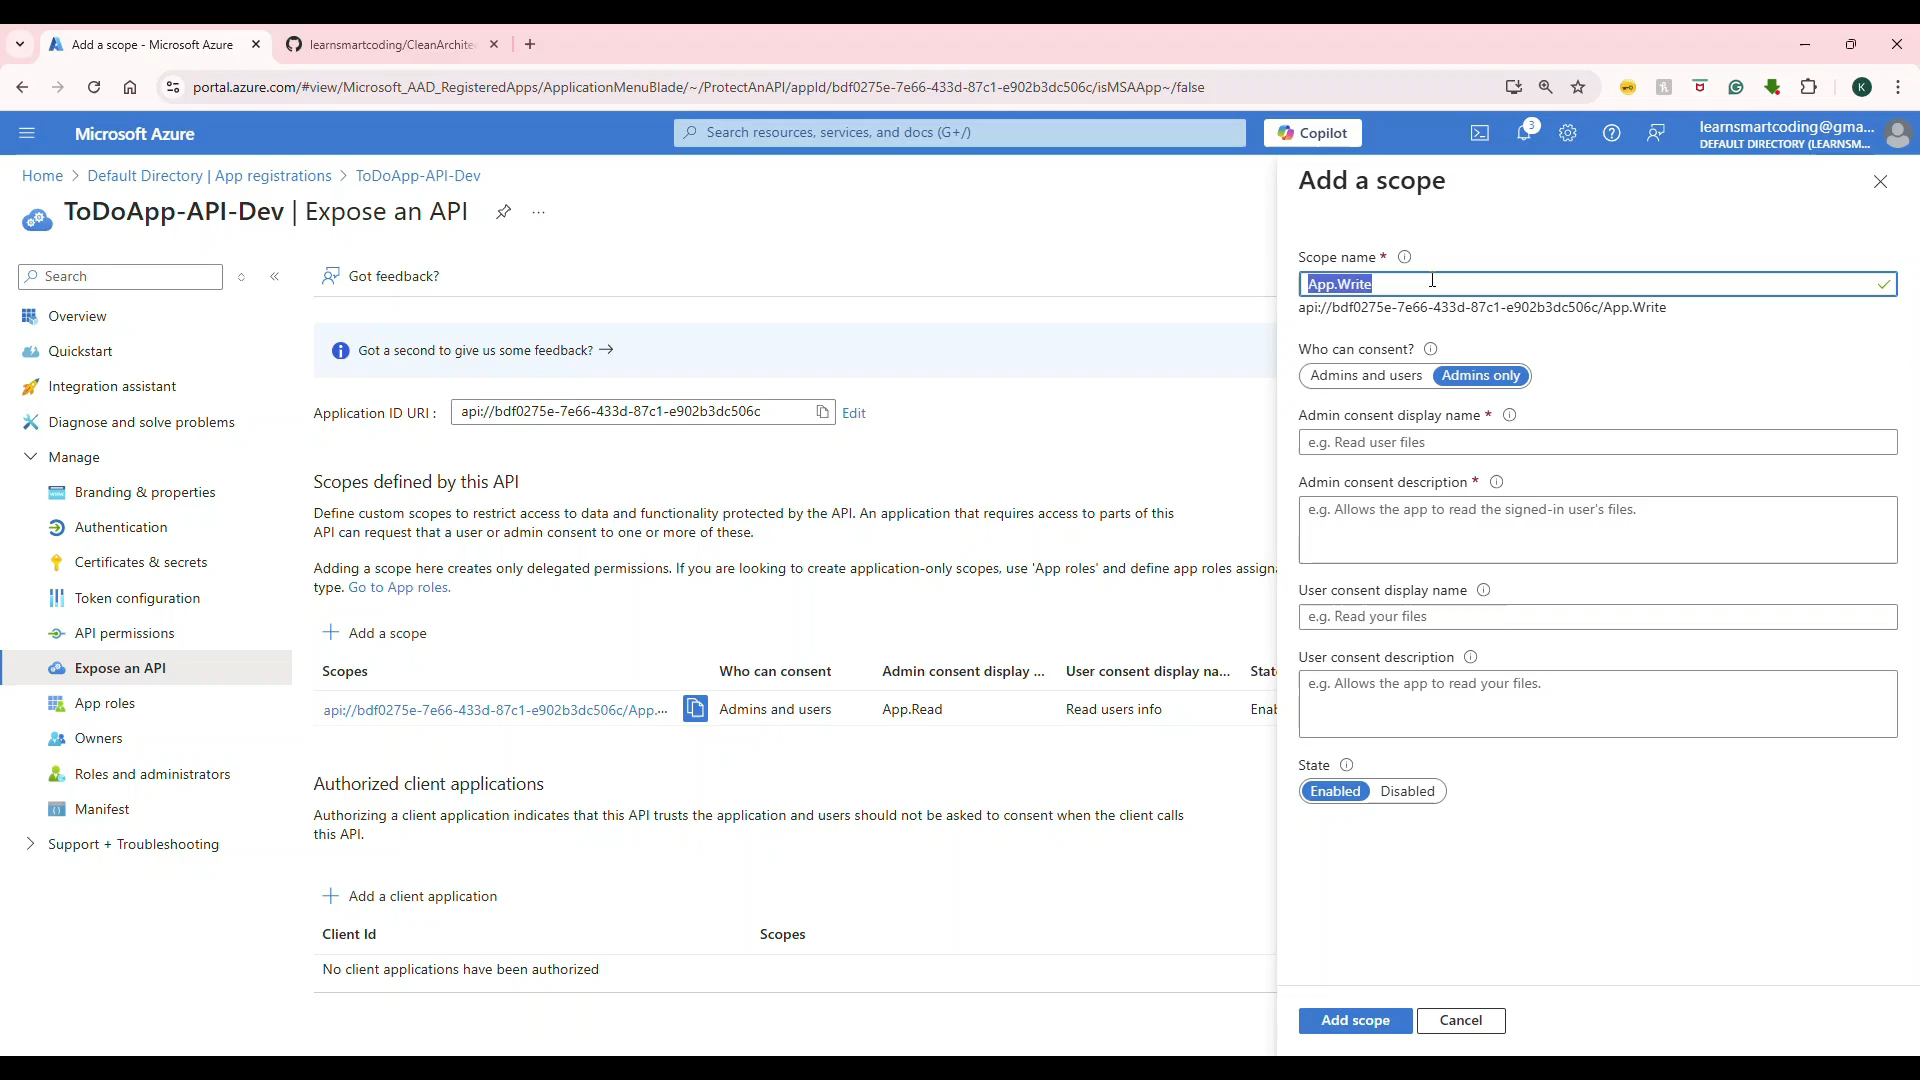 Add a scope - Microsoft Azure
learnsmartcoding/CleanArchite
portal.azure.com/#view/Microsoft_AAD_RegisteredApps/ApplicationMenuBlade/~/ProtectAnAPI/appId/bdf0275e-7e66-433d-87c1-e902b3dc506c/isMSAApp~/false
K
Microsoft Azure
Search resources, services, and docs (G+/)
Copilot
3
learnsmartcoding@gma...
DEFAULT DIRECTORY (LEARNSM...
Home > Default Directory | App registrations > ToDoApp-API-Dev
ToDoApp-API-Dev | Expose an API
Search
Overview
Quickstart
Integration assistant
Diagnose and solve problems
Manage
Branding & properties
Authentication
Certificates & secrets
Token configuration
API permissions
Expose an API
App roles
Owners
Roles and administrators
Manifest
Support + Troubleshooting
Got feedback?
Got a second to give us some feedback?
Application ID URI :
api://bdf0275e-7e66-433d-87c1-e902b3dc506c
Edit
Scopes defined by this API
Define custom scopes to restrict access to data and functionality protected by the API. An application that requires access to parts of this
API can request that a user or admin consent to one or more of these.
Adding a scope here creates only delegated permissions. If you are looking to create application-only scopes, use 'App roles' and define app roles assigna
type. Go to App roles.
Add a scope
Scopes Who can consent Admin consent display ... User consent display na... State
api://bdf0275e-7e66-433d-87c1-e902b3dc506c/App.... Admins and users App.Read Read users info Enab
Authorized client applications
Authorizing a client application indicates that this API trusts the application and users should not be asked to consent when the client calls
this API.
Add a client application
Client Id Scopes
No client applications have been authorized
Add a scope
Scope name *
App.Write
api://bdf0275e-7e66-433d-87c1-e902b3dc506c/App.Write
Who can consent?
Admins and users Admins only
Admin consent display name *
e.g. Read user files
Admin consent description *
e.g. Allows the app to read the signed-in user's files.
User consent display name
e.g. Read your files
User consent description
e.g. Allows the app to read your files.
State
Enabled Disabled
Add scope Cancel